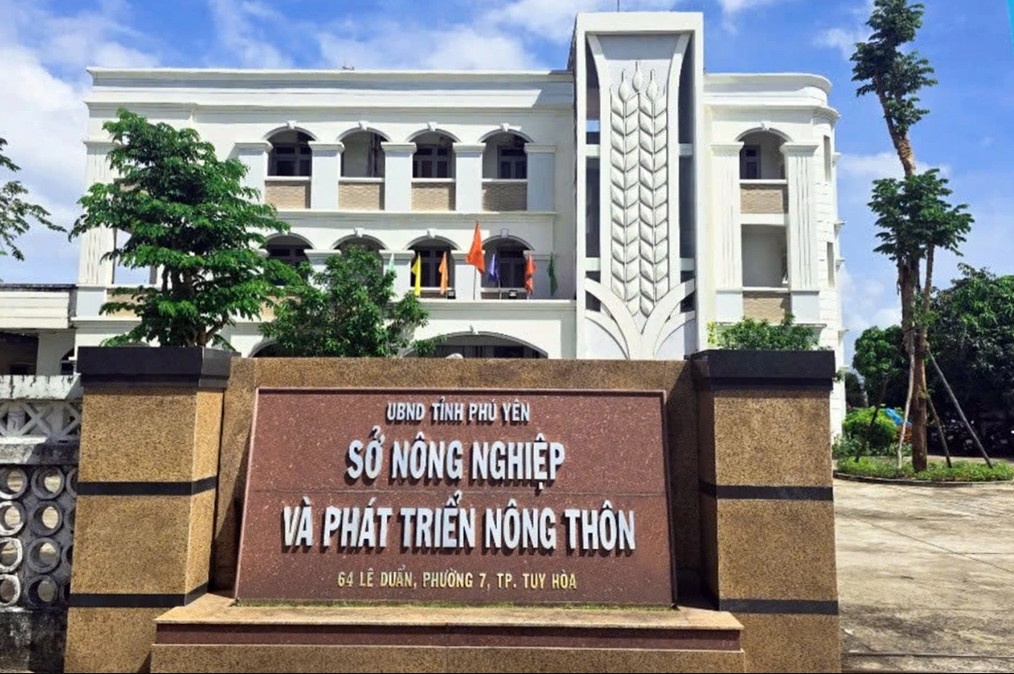 UBND TỈNH PHÚ YÊN
SỞ NÔNG NGHIỆP
VÀ PHÁT TRIỂN NÔNG THÔN
64 LÊ DUẨN, PHƯỜNG 7, TP. TUY HÒA